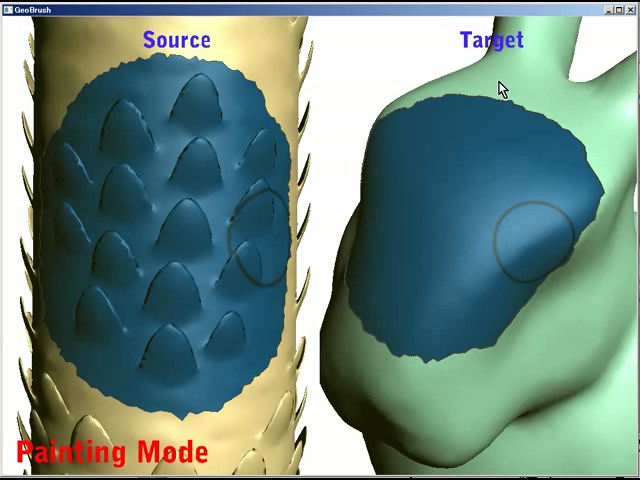 GeoBrush
Source
Target
Painting Mode